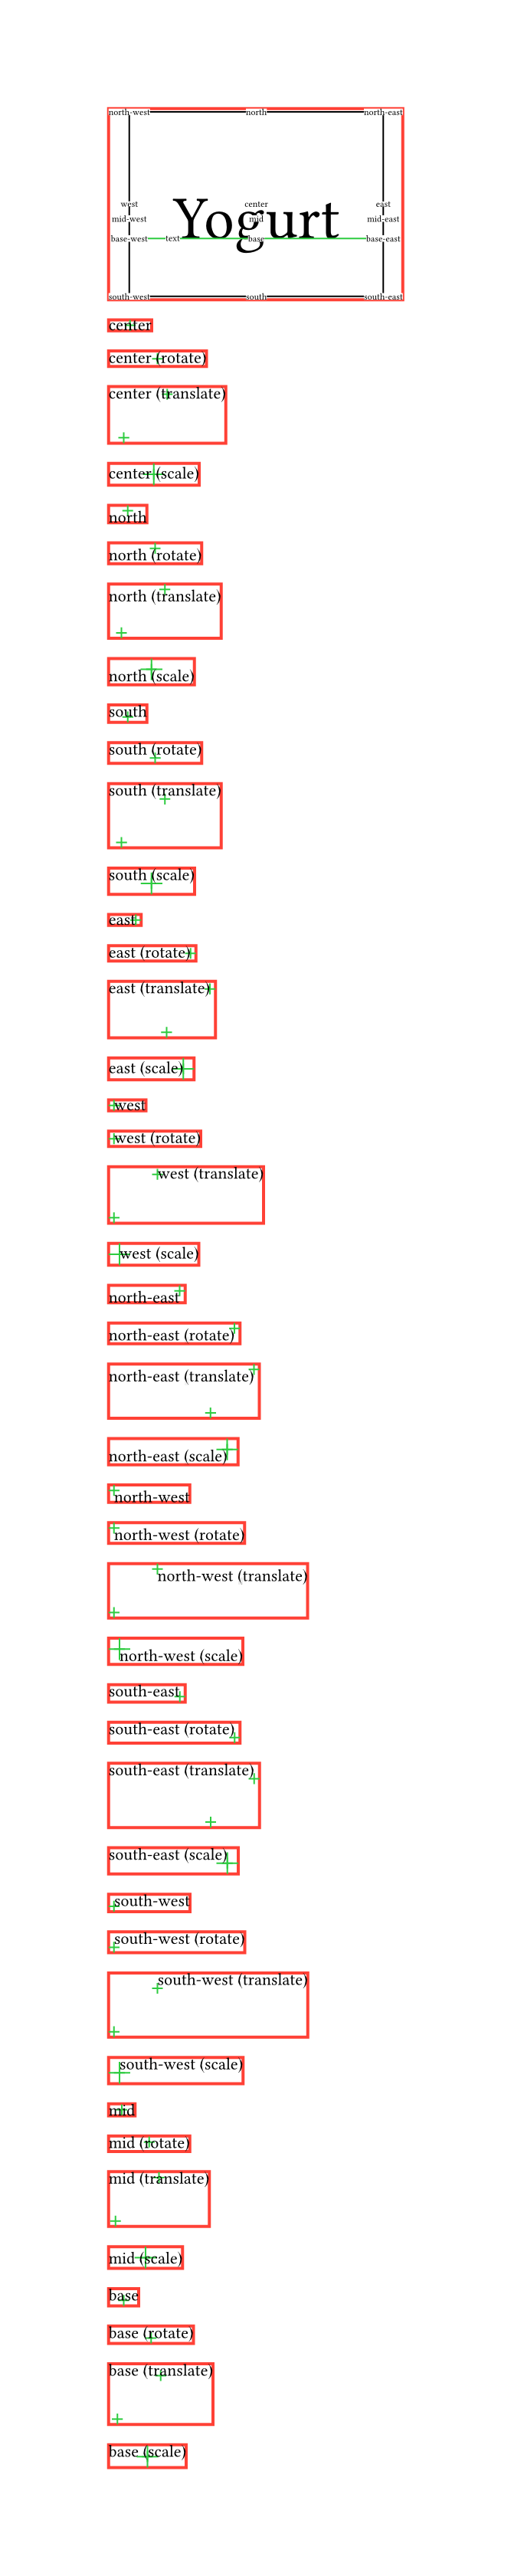 north-west north north-east
west center east
mid-west mid mid-east
Yogurt
base-west text base base-east
south-west south south-east
center
center (rotate)
center (translate)
center (scale)
north
north (rotate)
north (translate)
north (scale)
south
south (rotate)
south (translate)
south (scale)
east
east (rotate)
east (translate)
east (scale)
west
west (rotate)
west (translate)
west (scale)
north-east
north-east (rotate)
north-east (translate)
north-east (scale)
north-west
north-west (rotate)
north-west (translate)
north-west (scale)
south-east
south-east (rotate)
south-east (translate)
south-east (scale)
south-west
south-west (rotate)
south-west (translate)
south-west (scale)
mid
mid (rotate)
mid (translate)
mid (scale)
base
base (rotate)
base (translate)
base (scale)